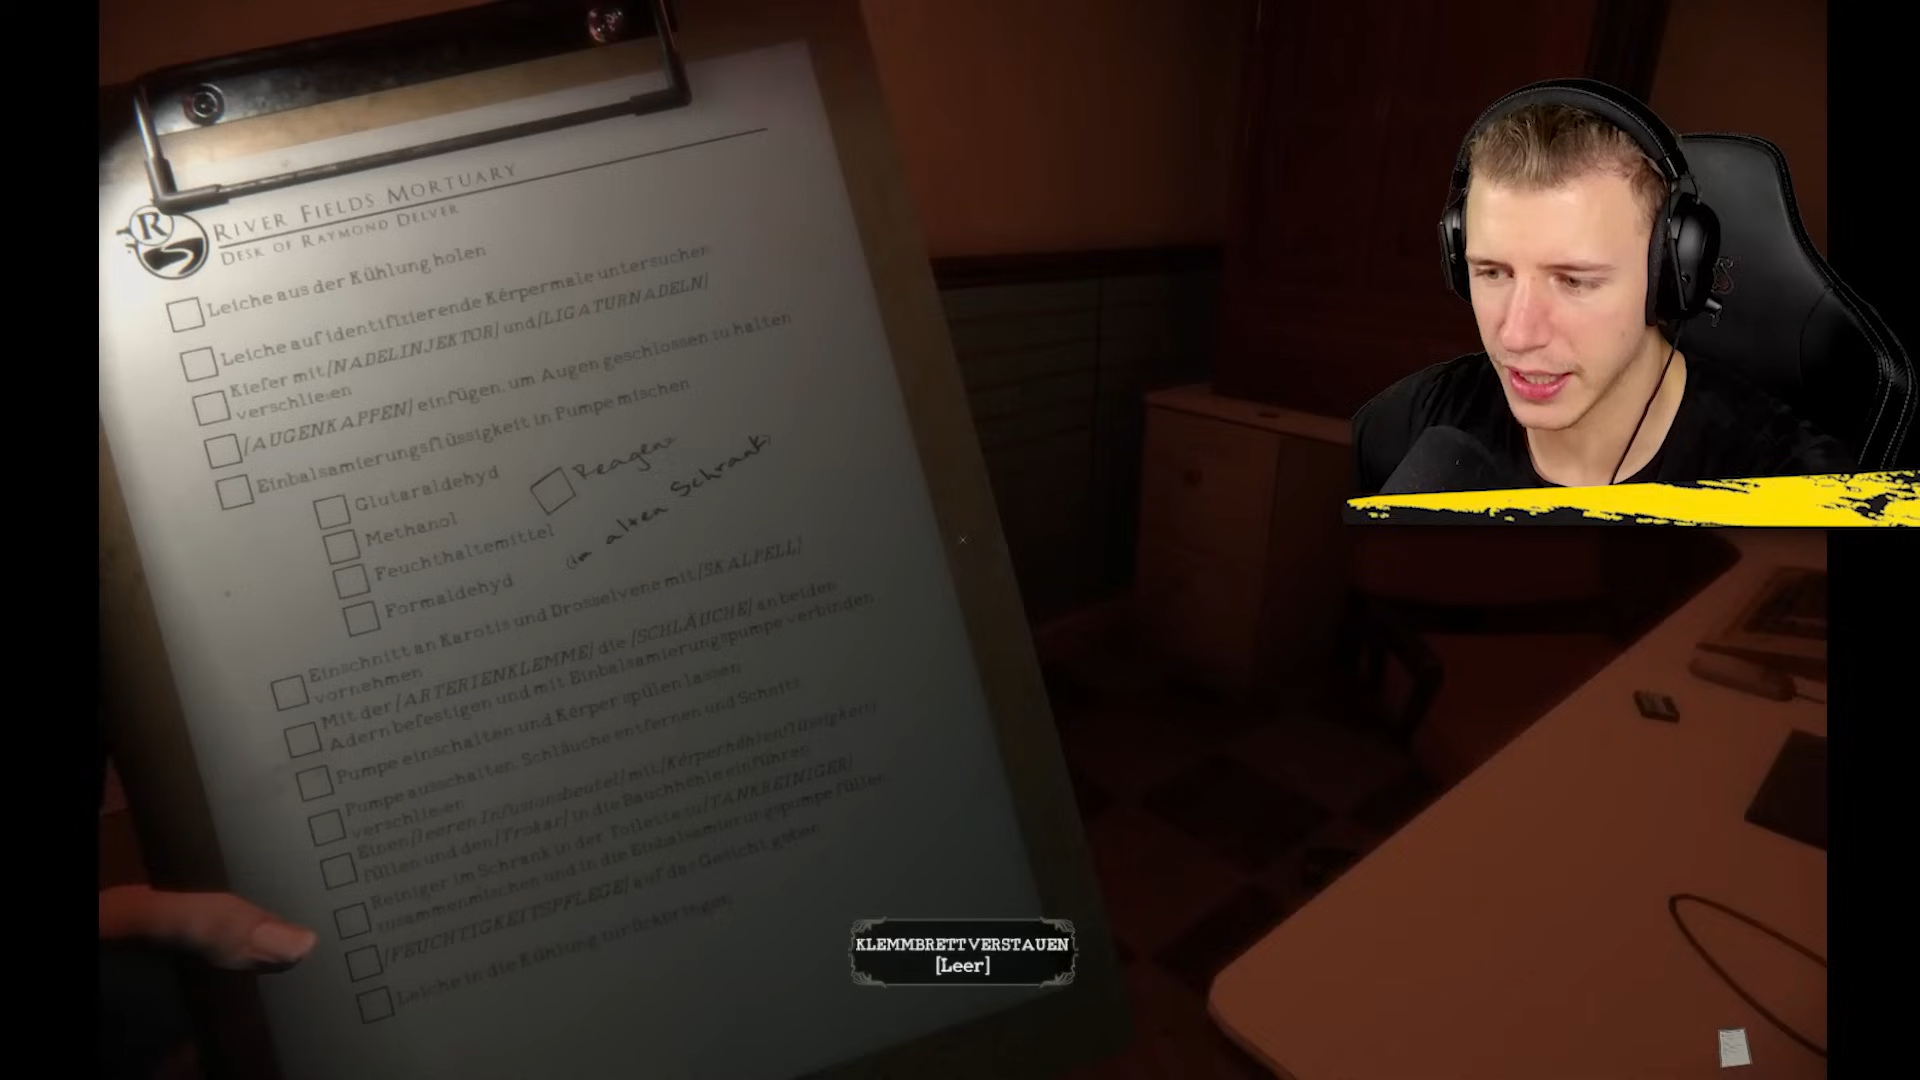 RIVER FIELDS MORTUARY
DESK OF RAYMOND DELVER
Leiche aus der Kühlung holen
Leiche auf identifizierende Körpermale untersuchen
Kiefer mit [NADELINJEKTOR] und [LIGATURNADELN]
verschließen
[AUGENKAPPEN] einfügen, um Augen geschlossen zu halten
Einbalsamierungsflüssigkeit in Pumpe mischen
Glutaraldehyd
Reagenz
Methanol
Feuchthaltemittel
(im alten Schrank)
Formaldehyd
Einschnitt an Karotis und Drosselvene mit [SKALPELL]
vornehmen
Mit der [ARTERIENKLEMME] die [SCHLÄUCHE] an beiden
Adern befestigen und mit Einbalsamierungspumpe verbinden
Pumpe einschalten und Körper spülen lassen
Pumpe ausschalten, Schläuche entfernen und Schnitt
verschließen
Einen [leeren Infusionsbeutel] mit [Körperhöhlenflüssigkeit]
füllen und den [Trokar] in die Bauchhöhle einführen
Reiniger im Schrank in der Toilette zu [TANKREINIGER]
zusammenmischen und in die Einbalsamierungspumpe füllen
[FEUCHTIGKEITSPFLEGE] auf das Gesicht geben
Leiche in die Kühlung zurückbringen
KLEMMBRETT VERSTAUEN
[Leer]